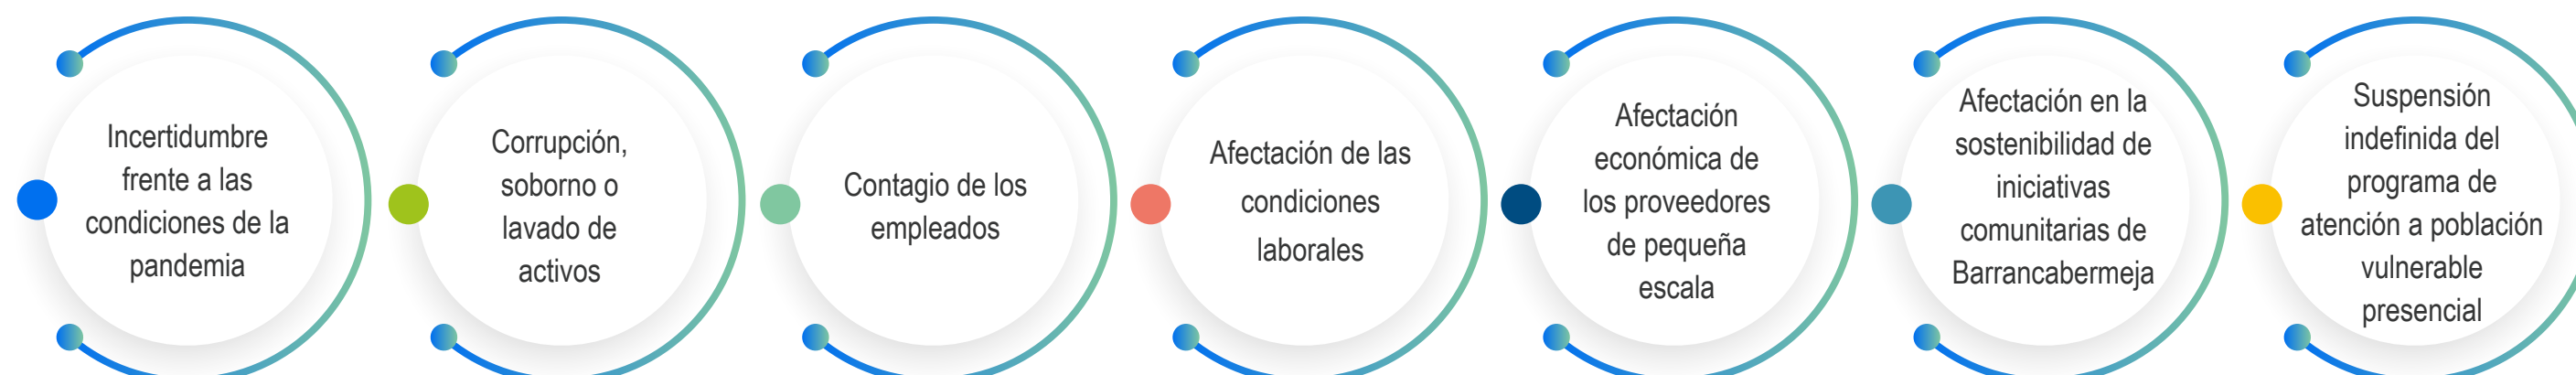 Incertidumbre
frente a las
condiciones de la
pandemia
Corrupción,
soborno o
lavado de
activos
Contagio de los
empleados
Afectación de las
condiciones
laborales
Afectación
económica de
los proveedores
de pequeña
escala
Afectación en la
sostenibilidad de
iniciativas
comunitarias de
Barrancabermeja
Suspensión
indefinida del
programa de
atención a población
vulnerable
presencial